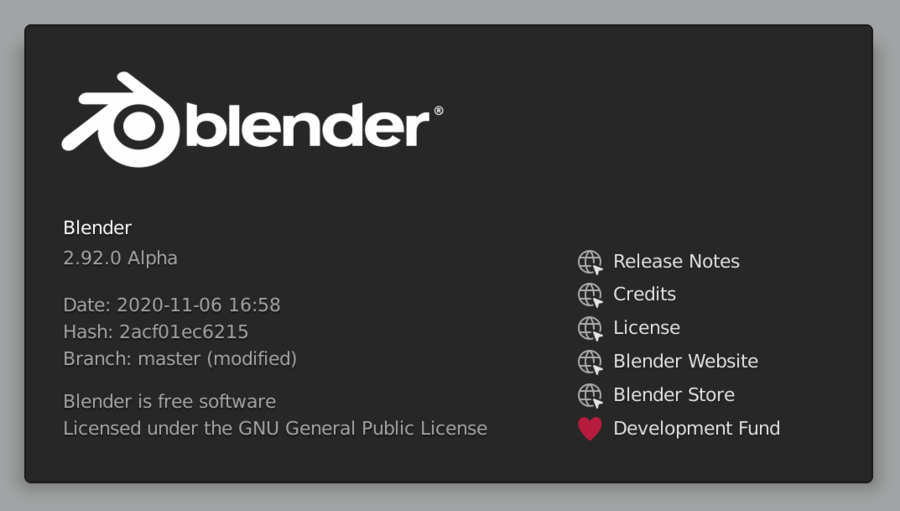 blender®
Blender
2.92.0 Alpha
Date: 2020-11-06 16:58
Hash: 2acf01ec6215
Branch: master (modified)
Blender is free software
Licensed under the GNU General Public License
Release Notes
Credits
License
Blender Website
Blender Store
Development Fund